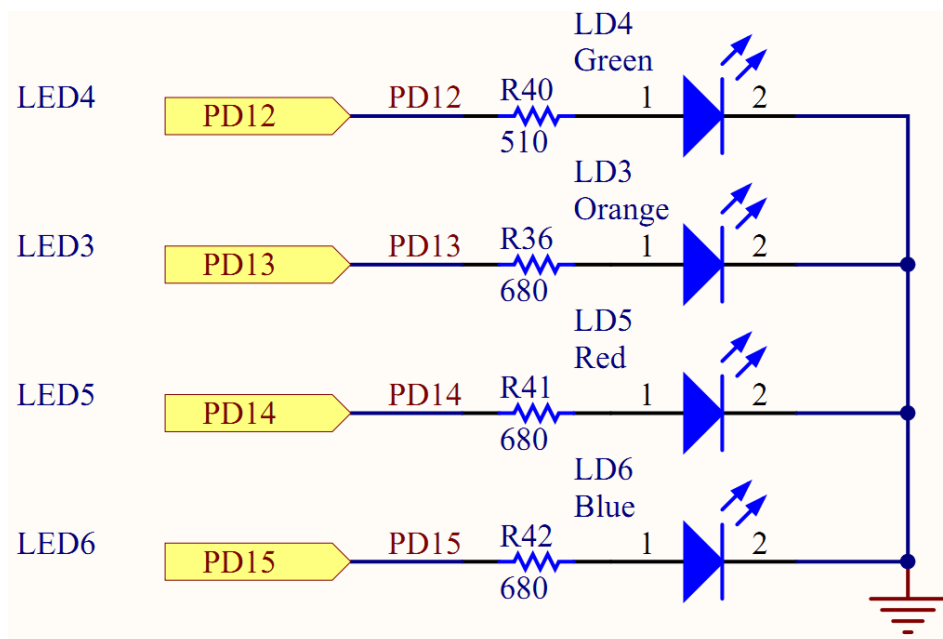 LD4
Green
LED4
PD12
PD12
R40
510
1
2
LD3
Orange
LED3
PD13
PD13
R36
680
1
2
LD5
Red
LED5
PD14
PD14
R41
680
1
2
LD6
Blue
LED6
PD15
PD15
R42
680
1
2